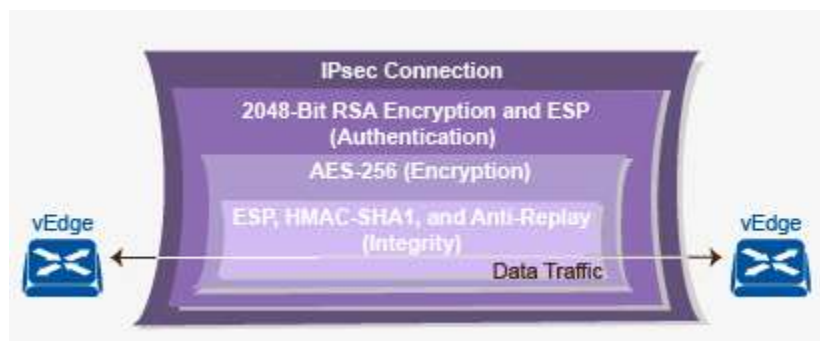 IPsec Connection
2048-Bit RSA Encryption and ESP
(Authentication)
AES-256 (Encryption)
ESP, HMAC-SHA1, and Anti-Replay
(Integrity)
vEdge
vEdge
Data Traffic